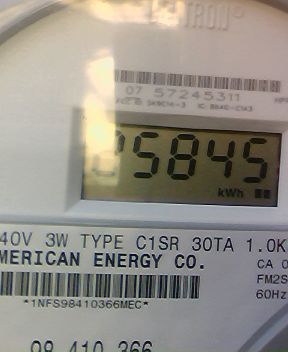 07 57245311
05845
kWh
40V 3W TYPE C1SR 30TA 1.0K
MERICAN ENERGY CO.
CA 0
FM2S
60Hz
*1NFS98410366MEC*
98 410 366